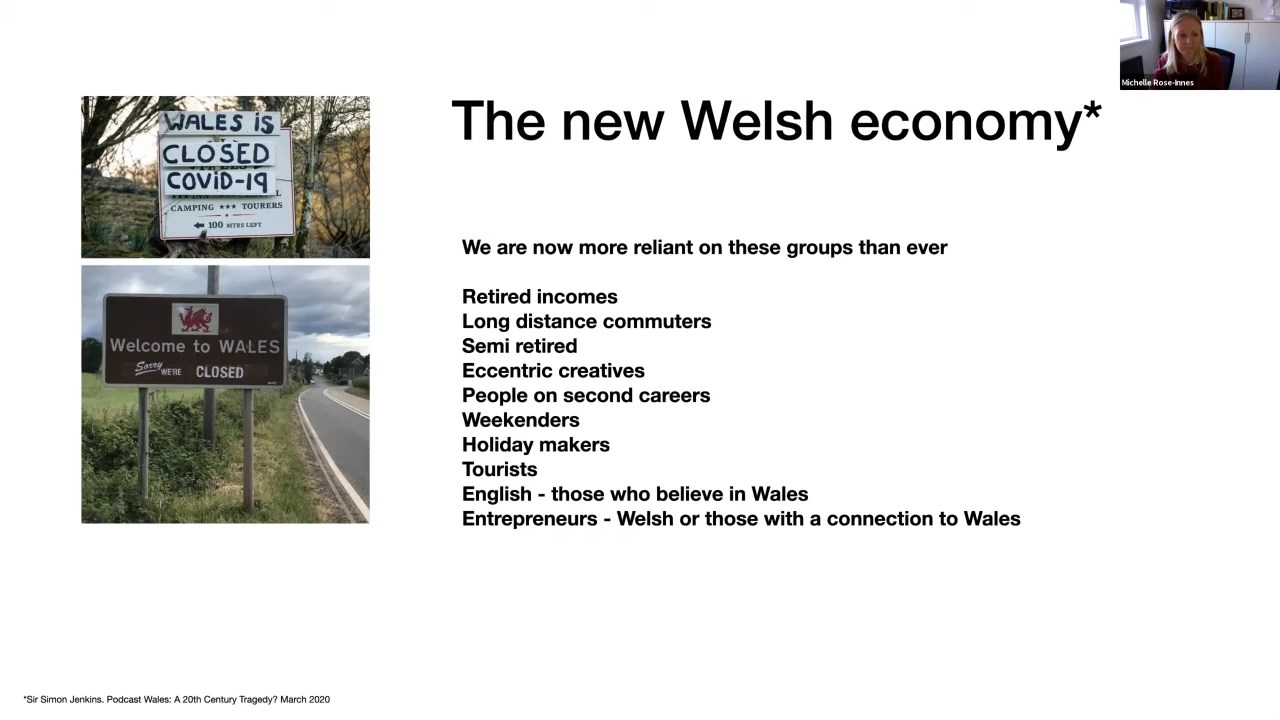 Michelle Rose-Innes
The new Welsh economy*
WALES IS
CLOSED
COVID-19
CAMPING ★★★ TOURERS
100 MTRS LEFT
Welcome to WALES
Sorry WE'RE CLOSED
We are now more reliant on these groups than ever
Retired incomes
Long distance commuters
Semi retired
Eccentric creatives
People on second careers
Weekenders
Holiday makers
Tourists
English - those who believe in Wales
Entrepreneurs - Welsh or those with a connection to Wales
*Sir Simon Jenkins. Podcast Wales: A 20th Century Tragedy? March 2020